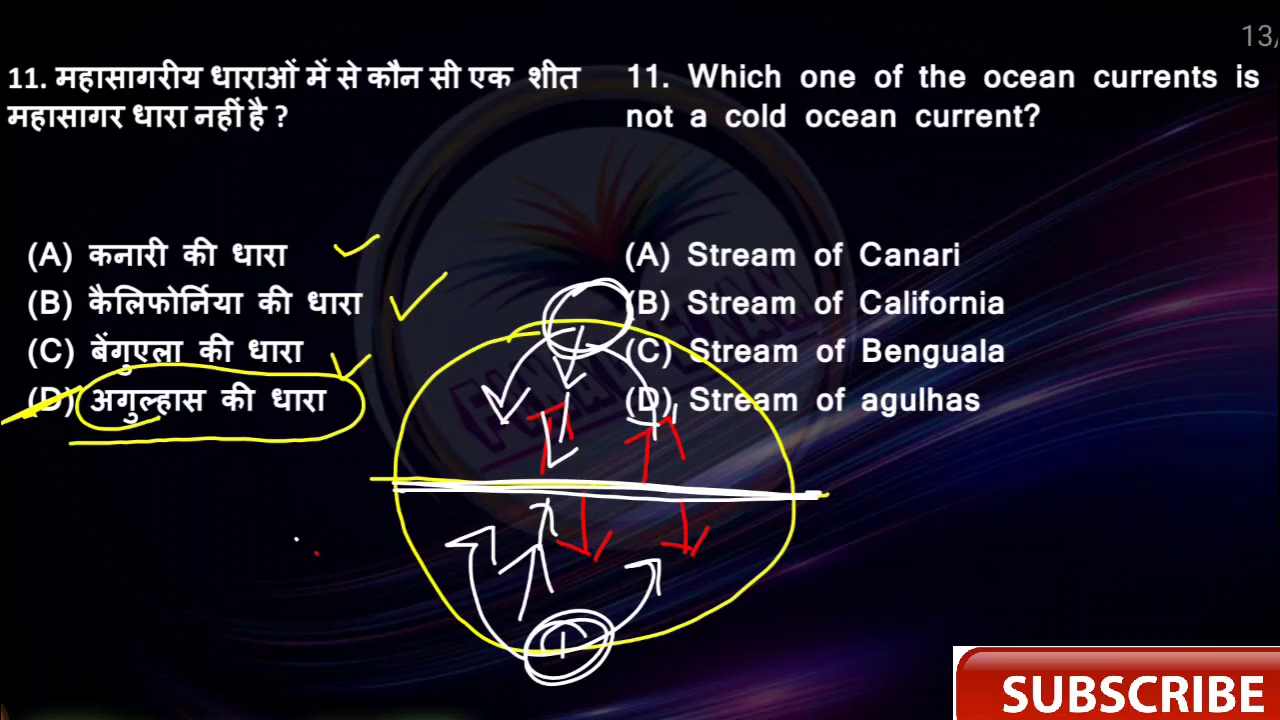 13/
11. महासागरीय धाराओं में से कौन सी एक शीत
महासागर धारा नहीं है ?
(A) कनारी की धारा
(B) कैलिफोर्निया की धारा
(C) बेंगुएला की धारा
(D) अगुल्हास की धारा
11. Which one of the ocean currents is
not a cold ocean current?
(A) Stream of Canari
(B) Stream of California
(C) Stream of Benguala
(D) Stream of agulhas
SUBSCRIBE